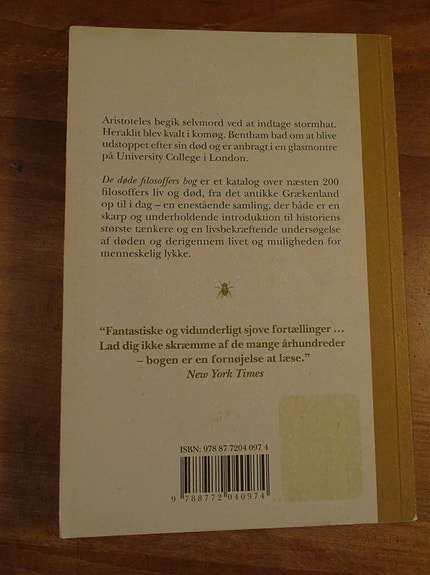 Aristoteles begik selvmord ved at indtage stormhat.
Heraklit blev kvalt i komøg. Bentham bad om at blive
udstoppet efter sin død og er anbragt i en glasmontre
på University College i London.
De døde filosoffers bog er et katalog over næsten 200
filosoffers liv og død, fra det antikke Grækenland
op til i dag – en enestående samling, der både er en
skarp og underholdende introduktion til historiens
største tænkere og en livsbekræftende undersøgelse
af døden og derigennem livet og muligheden for
menneskelig lykke.
“Fantastiske og vidunderligt sjove fortællinger …
Lad dig ikke skræmme af de mange århundreder
– bogen er en fornøjelse at læse.”
New York Times
ISBN: 978 87 7204 097 4
9 788772 040974